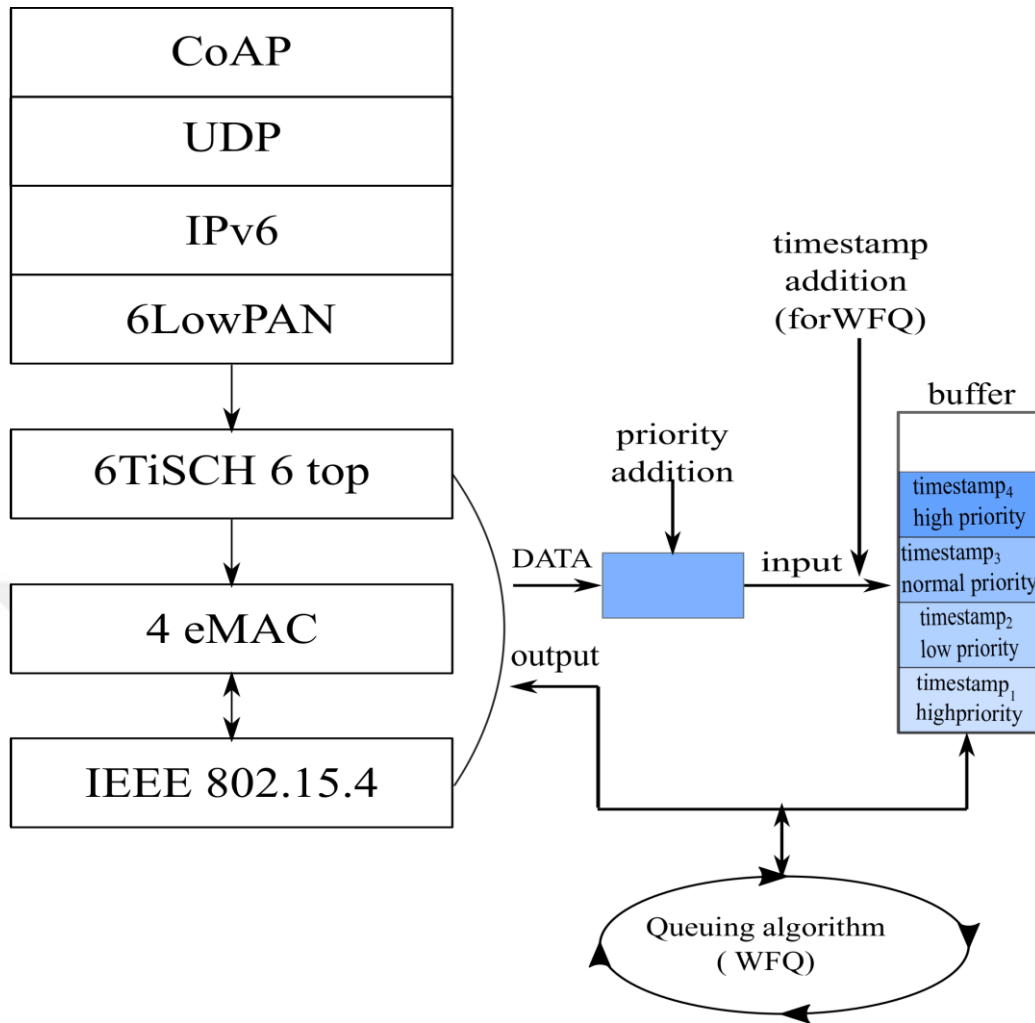 CoAP
UDP
IPv6
6LowPAN
6TiSCH 6 top
4 eMAC
IEEE 802.15.4
DATA
output
priority
addition
input
timestamp
addition
(forWFQ)
buffer
timestamp₄
high priority
timestamp₃
normal priority
timestamp₂
low priority
timestamp₁
highpriority
Queuing algorithm
( WFQ)